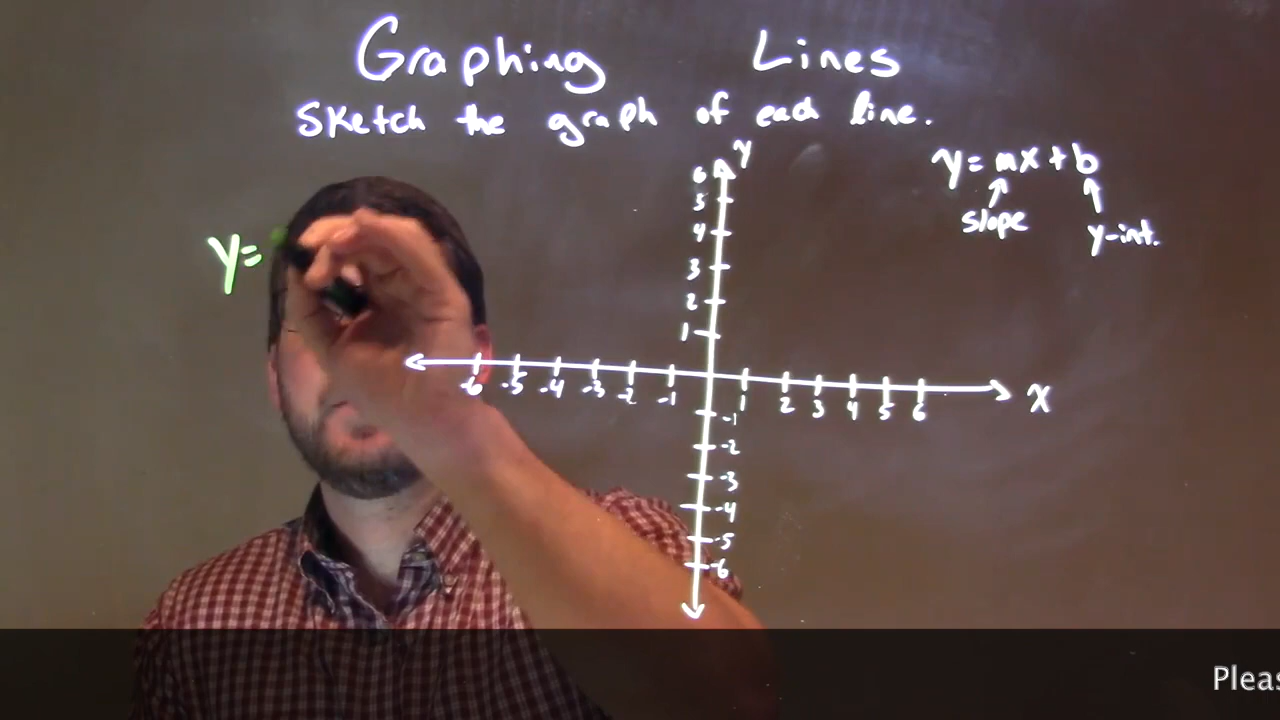 Graphing Lines
Sketch the graph of each line.
y = mx + b
slope
y-int.
y
6
5
4
3
2
1
y=
-6 -5 -4 -3 -2 -1 1 2 3 4 5 6 x
-1
-2
-3
-4
-5
-6
Pleas